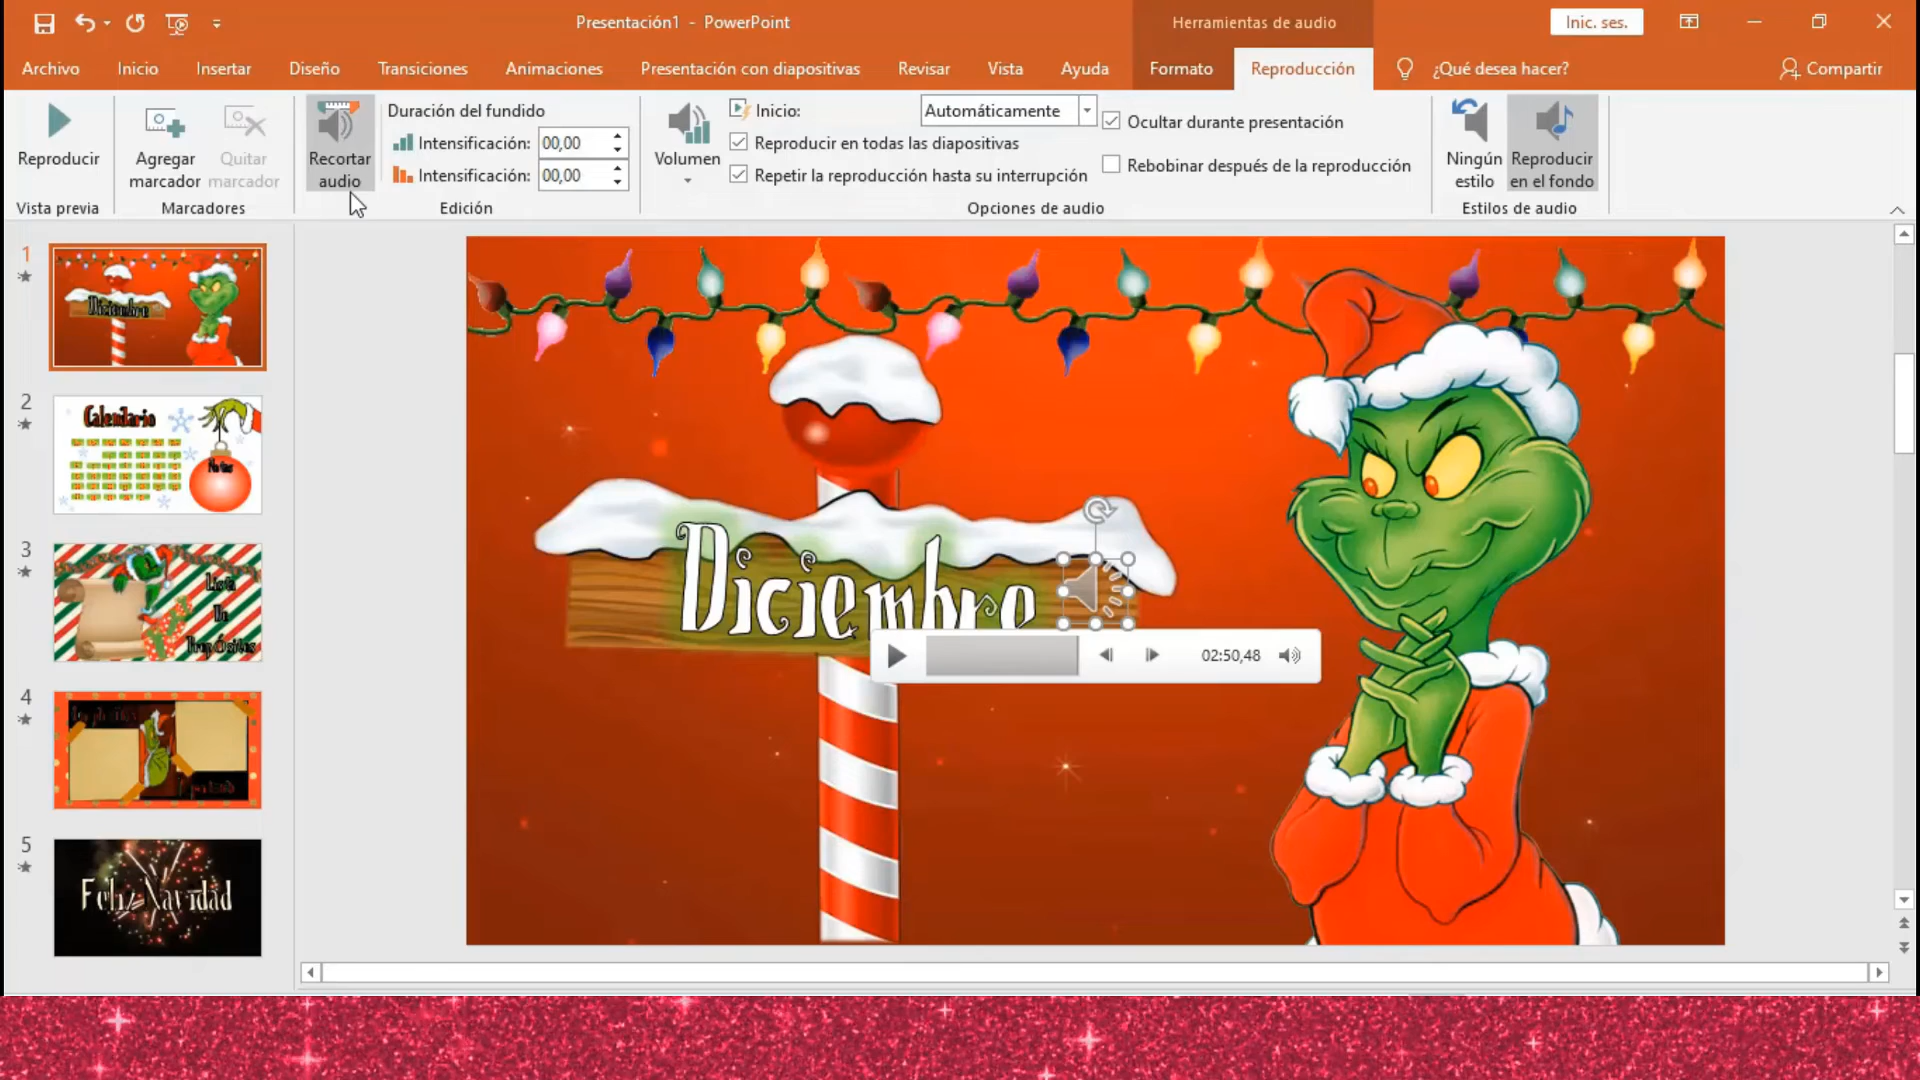 Presentación1 - PowerPoint
Herramientas de audio
Inic. ses.
Archivo
Inicio
Insertar
Diseño
Transiciones
Animaciones
Presentación con diapositivas
Revisar
Vista
Ayuda
Formato
Reproducción
¿Qué desea hacer?
Compartir
Reproducir
Vista previa
Agregar
marcador
Quitar
marcador
Marcadores
Recortar
audio
Duración del fundido
Intensificación: 00,00
Intensificación: 00,00
Edición
Volumen
Inicio: Automáticamente
Reproducir en todas las diapositivas
Repetir la reproducción hasta su interrupción
Ocultar durante presentación
Rebobinar después de la reproducción
Opciones de audio
Ningún
estilo
Reproducir
en el fondo
Estilos de audio
1
Diciembre
2
Calendario
Notas
3
Lista
De
Propósitos
4
5
Feliz Navidad
Diciembre
02:50,48